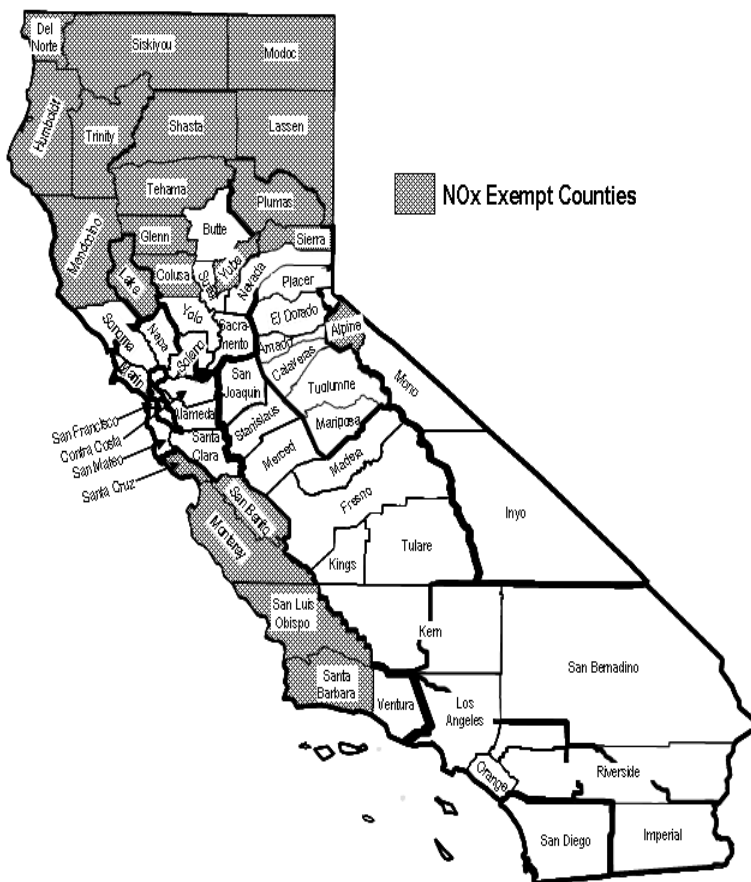 Del
Norte
Siskiyou
Modoc
Humboldt
Trinity
Shasta
Lassen
Tehama
Plumas
NOx Exempt Counties
Mendocino
Glenn
Butte
Sierra
Lake
Colusa
Yuba
Nevada
Placer
Sonoma
Napa
Yolo
Sacra-
mento
El Dorado
Alpine
Solano
Amador
Calaveras
Mono
Marin
San
Joaquin
Tuolumne
San Francisco
Contra Costa
San Mateo
Santa Cruz
Alameda
Santa
Clara
Stanislaus
Mariposa
Merced
Madera
San Benito
Fresno
Inyo
Monterey
Kings
Tulare
San Luis
Obispo
Kern
San Bernadino
Santa
Barbara
Ventura
Los
Angeles
Orange
Riverside
San Diego
Imperial